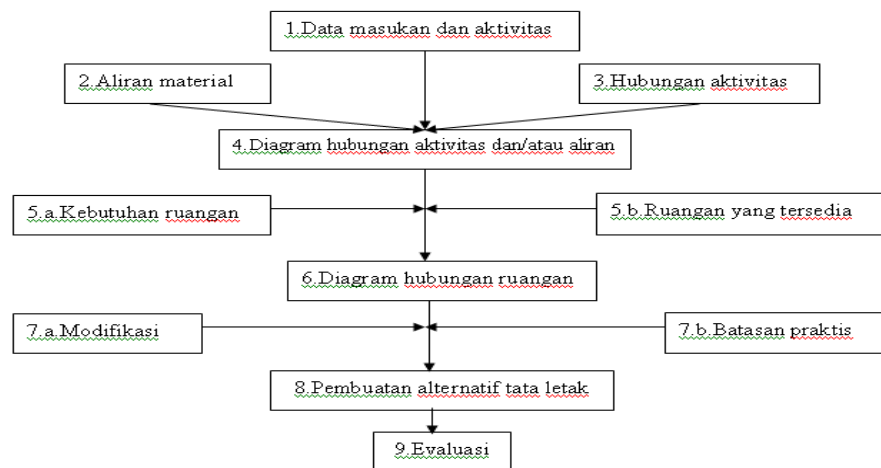 1.Data masukan dan aktivitas
2.Aliran material
3.Hubungan aktivitas
4.Diagram hubungan aktivitas dan/atau aliran
5.a.Kebutuhan ruangan
5.b.Ruangan yang tersedia
6.Diagram hubungan ruangan
7.a.Modifikasi
7.b.Batasan praktis
8.Pembuatan alternatif tata letak
9.Evaluasi